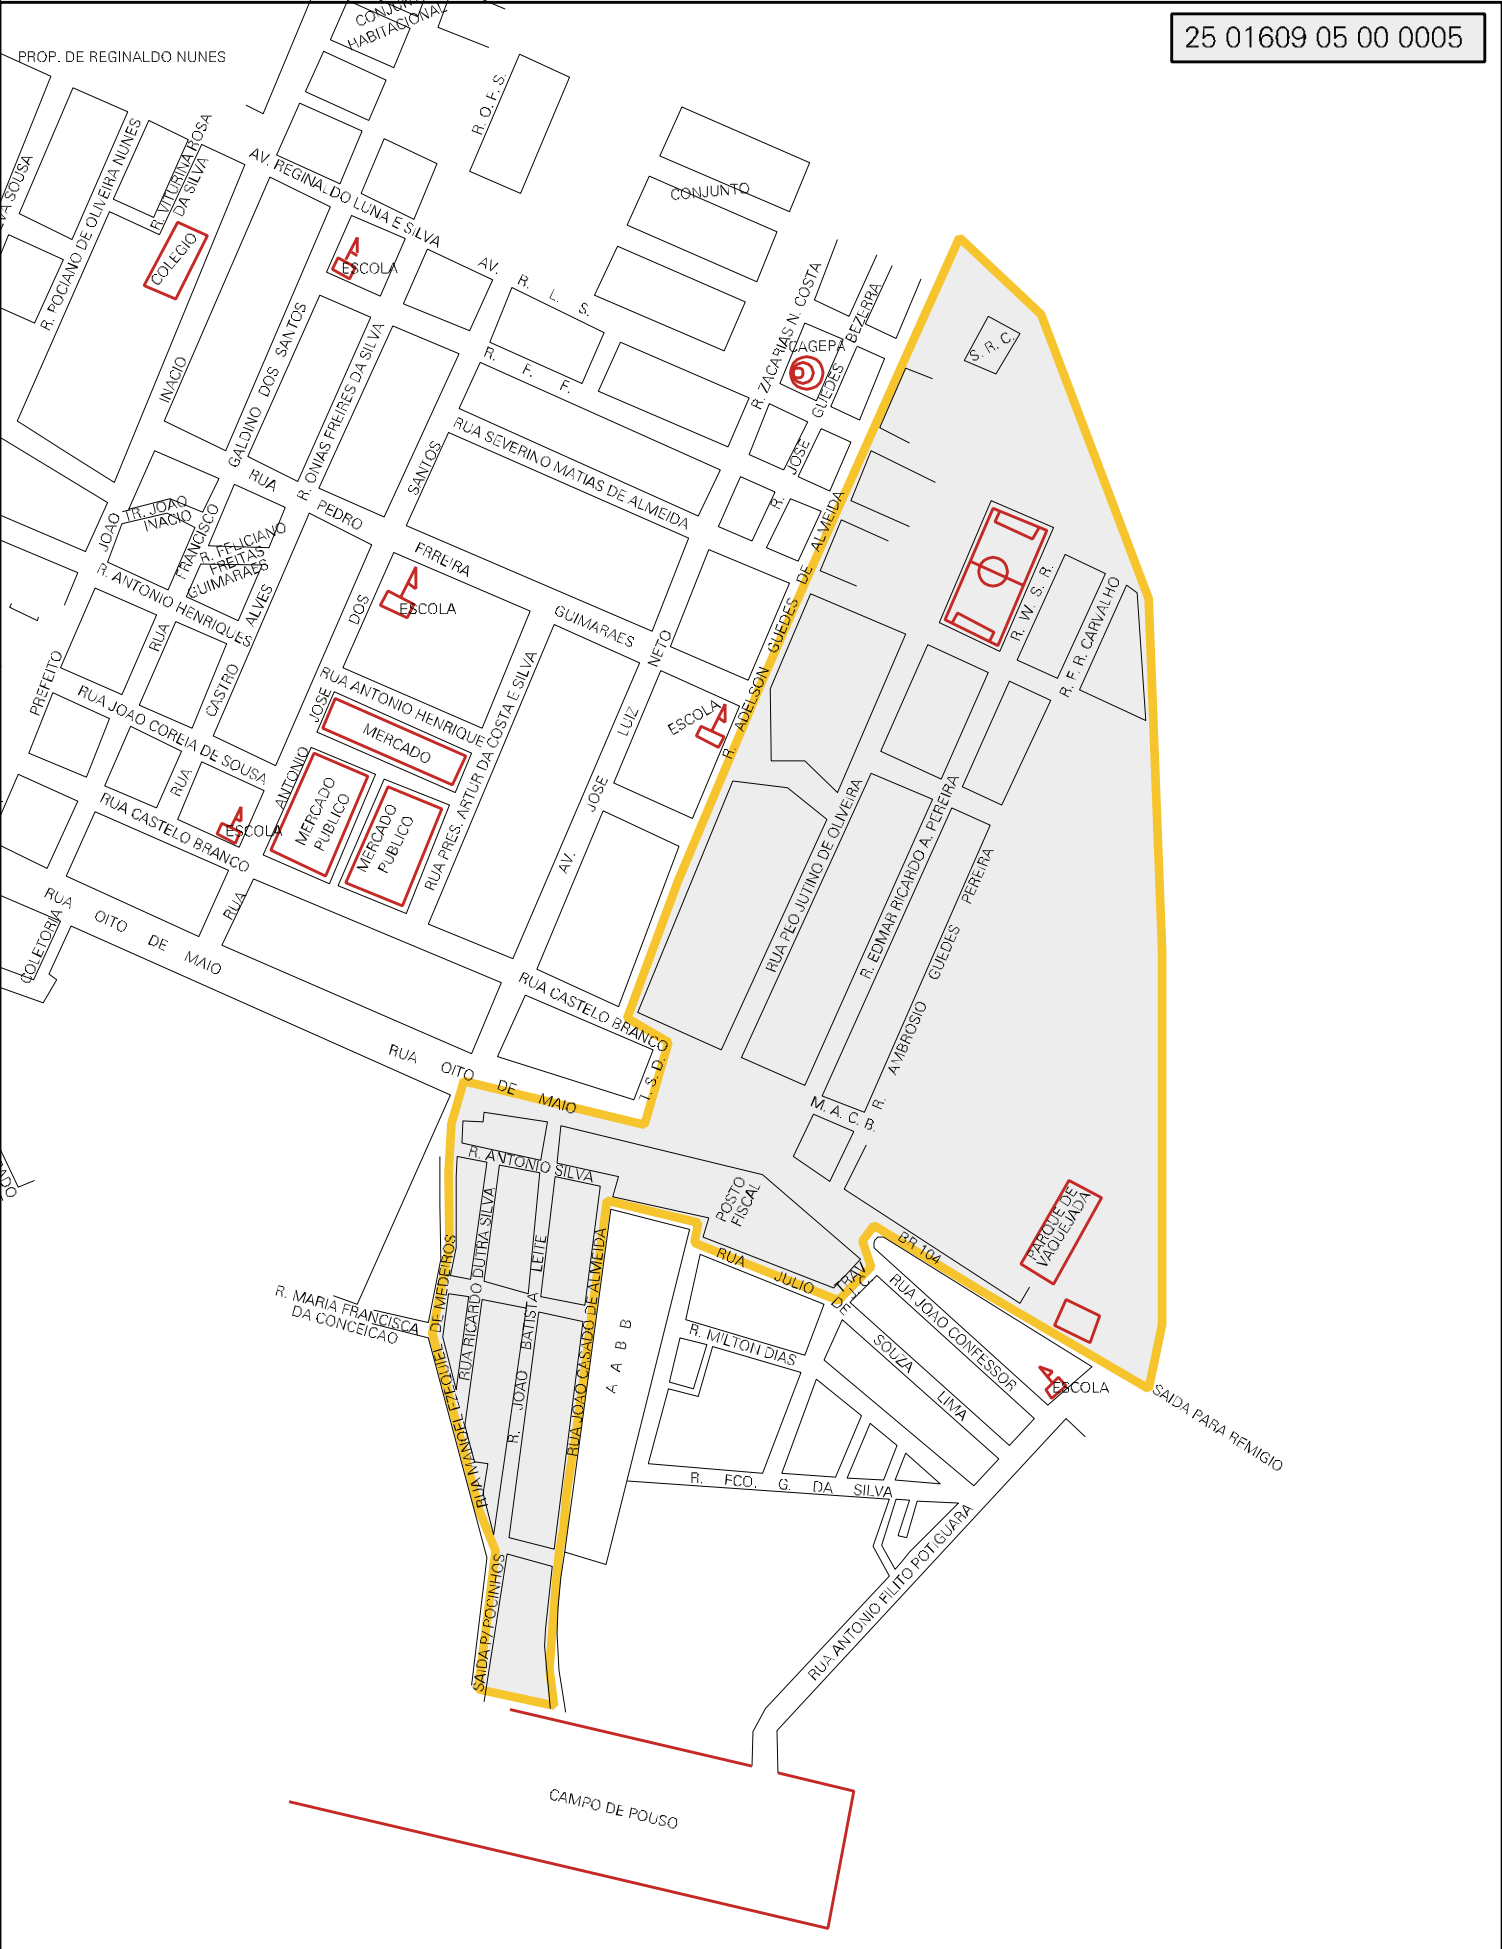 25 01609 05 00 0005
HABITACIONAL
PROP. DE REGINALDO NUNES
R. O. F. S.
R. POCIANO DE OLIVEIRA NUNES
R. VITURINA ROSA
DA SILVA
COLEGIO
AV. REGINALDO LUNA E SILVA
ESCOLA
CONJUNTO
AV. R. L. S.
R. F. F.
R. ZACARIAS N. COSTA
CAGEPA
R. JOSE GUEDES BEZERRA
S. R. C.
INACIO
GALDINO DOS SANTOS
R. ONIAS FREIRES DA SILVA
SANTOS
RUA SEVERINO MATIAS DE ALMEIDA
RUA PEDRO FRREIRA GUIMARAES
TR. JOAO
INACIO
JOAO
FRANCISCO
R. FELICIANO
FREITAS
GUIMARAES
R. ANTONIO HENRIQUES
ALVES
DOS
ESCOLA
R. ADELSON GUEDES DE ALMEIDA
R. W. S. R.
R. F. R. CARVALHO
PREFEITO
RUA
CASTRO
RUA JOAO COREIA DE SOUSA
RUA ANTONIO HENRIQUE
JOSE
MERCADO
NETO
LUIZ
ESCOLA
RUA PRES. ARTUR DA COSTA E SILVA
RUA
ANTONIO
MERCADO
PUBLICO
MERCADO
PUBLICO
JOSE
AV.
ESCOLA
RUA CASTELO BRANCO
RUA
RUA PEO JUTINO DE OLIVEIRA
R. EDMAR RICARDO A. PEREIRA
R. AMBROSIO GUEDES PEREIRA
RUA OITO DE MAIO
COLETORIA
RUA CASTELO BRANCO
T. S. D.
RUA OITO DE MAIO
M. A. C. B.
R. ANTONIO SILVA
POSTO
FISCAL
PARQUE DE
VAQUEJADA
BR 104
RUA JULIO DE SOUZA LIMA
RUA JOAO CONFESSOR
R. MARIA FRANCISCA
DA CONCEICAO
RUA MANOEL EZEQUIEL DE MEDEIROS
RUA RICARDO DUTRA SILVA
R. JOAO BATISTA LEITE
RUA JOAO CASADO DE ALMEIDA
A A B B
R. MILTON DIAS
ESCOLA
SAIDA PARA REMIGIO
R. FCO. G. DA SILVA
RUA ANTONIO FILITO POTIGUARA
SAIDA P/ POCINHOS
CAMPO DE POUSO